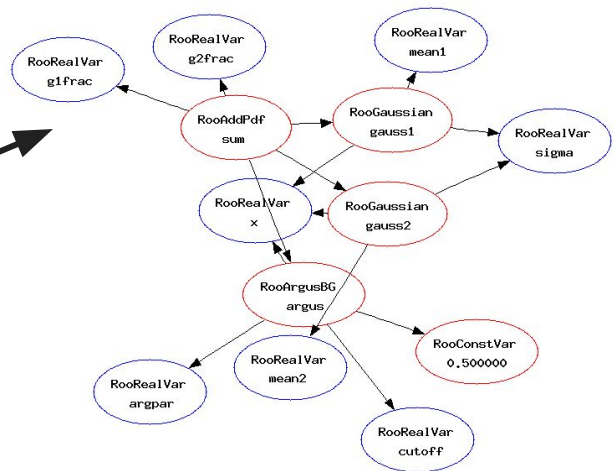 RooRealVar
g1frac
RooRealVar
g2frac
RooRealVar
mean1
RooAddPdf
sum
RooGaussian
gauss1
RooRealVar
sigma
RooRealVar
x
RooGaussian
gauss2
RooArgusBG
argus
RooRealVar
argpar
RooRealVar
mean2
RooConstVar
0.500000
RooRealVar
cutoff